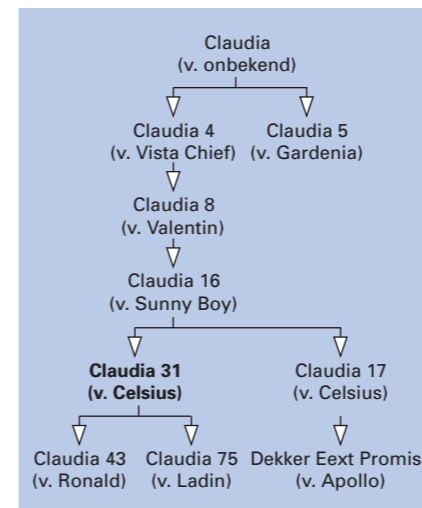 Claudia
(v. onbekend)
Claudia 4
(v. Vista Chief)
Claudia 5
(v. Gardenia)
Claudia 8
(v. Valentin)
Claudia 16
(v. Sunny Boy)
Claudia 31
(v. Celsius)
Claudia 17
(v. Celsius)
Claudia 43
(v. Ronald)
Claudia 75
(v. Ladin)
Dekker Eext Promis
(v. Apollo)